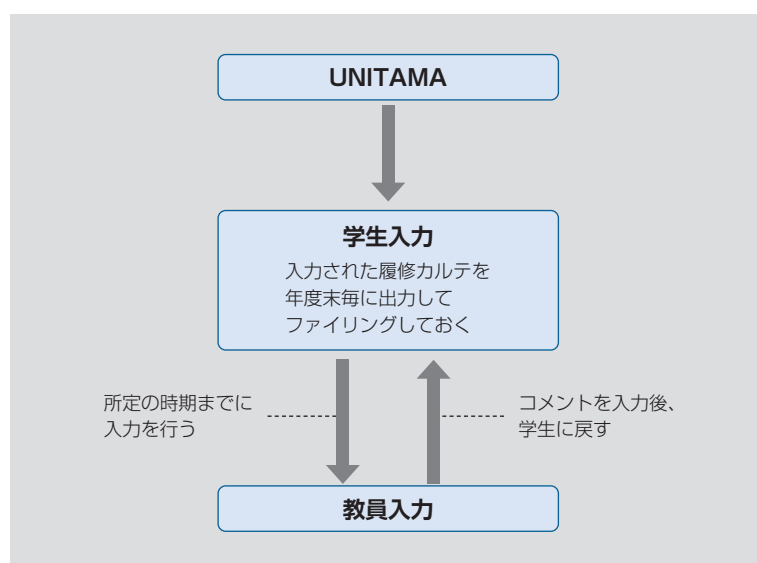 UNITAMA
学生入力
入力された履修カルテを
年度末毎に出力して
ファイリングしておく
所定の時期までに
入力を行う
コメントを入力後、
学生に戻す
教員入力